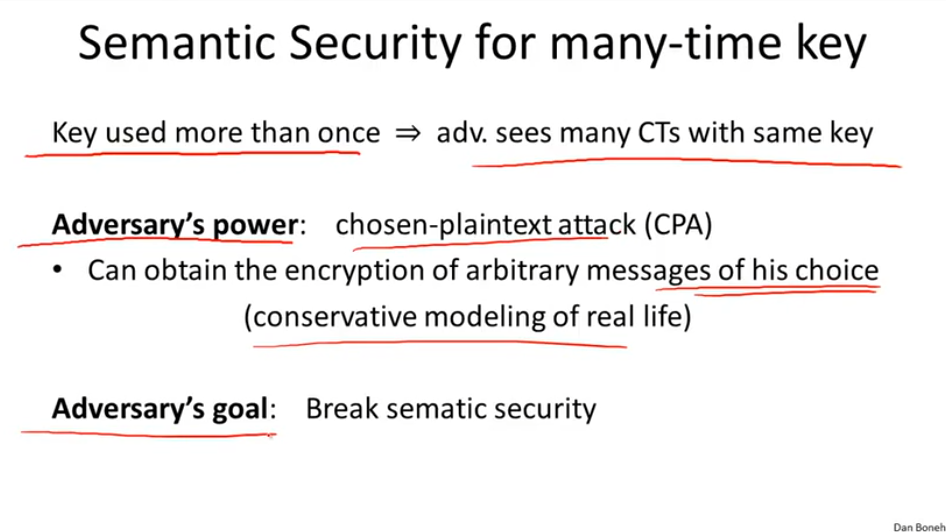 Semantic Security for many-time key
Key used more than once ⇒ adv. sees many CTs with same key
Adversary's power: chosen-plaintext attack (CPA)
• Can obtain the encryption of arbitrary messages of his choice
(conservative modeling of real life)
Adversary's goal: Break sematic security
Dan Boneh